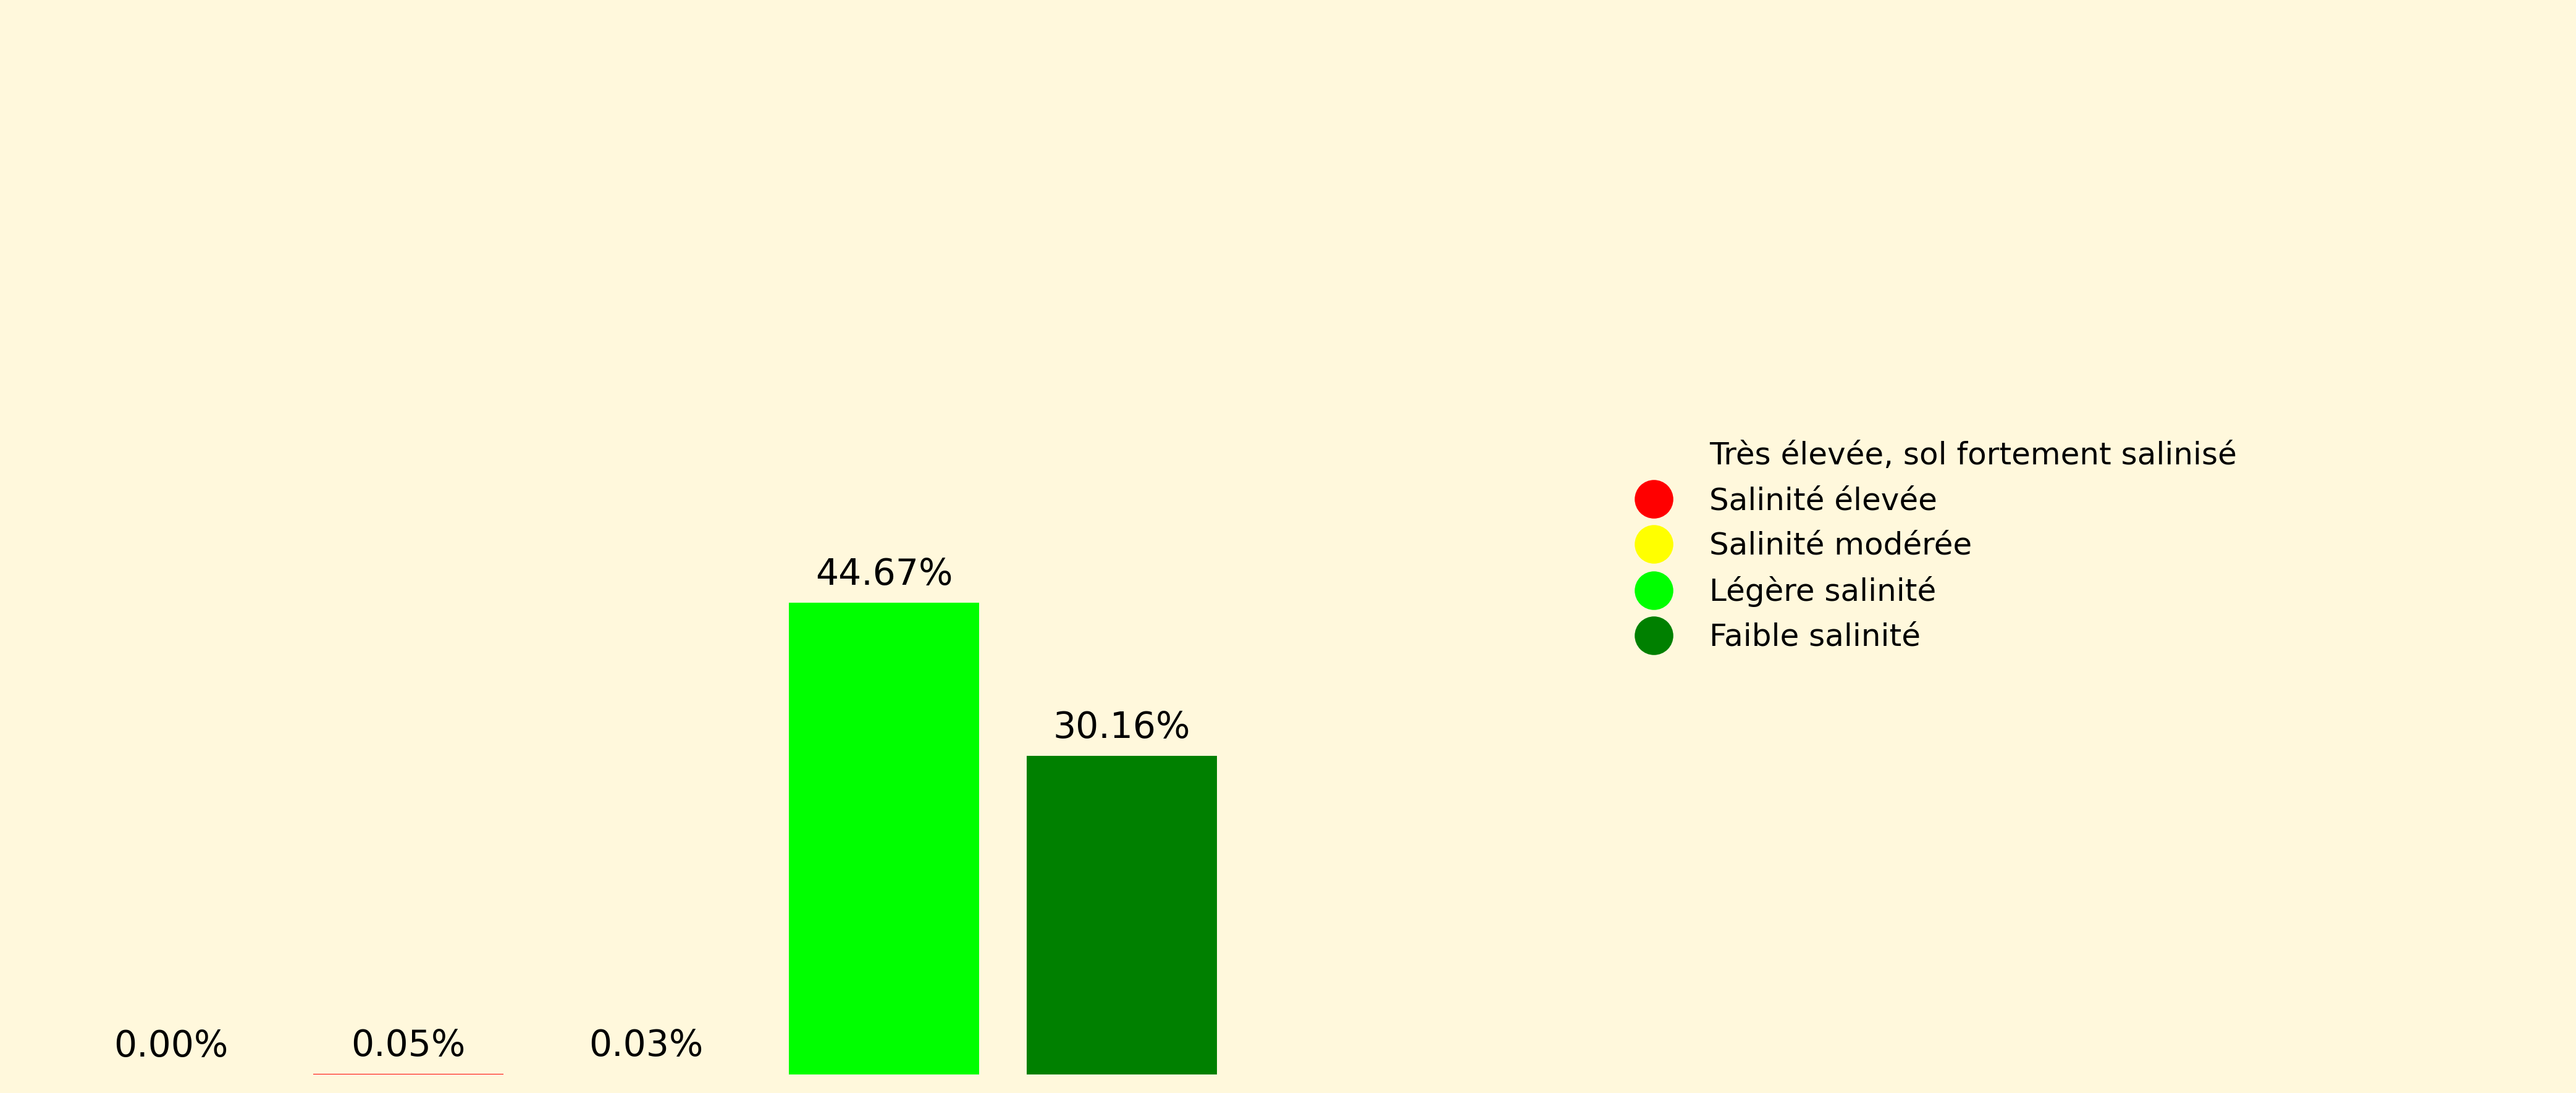 Très élevée, sol fortement salinisé
Salinité élevée
Salinité modérée
Légère salinité
Faible salinité
44.67%
30.16%
0.00%
0.05%
0.03%